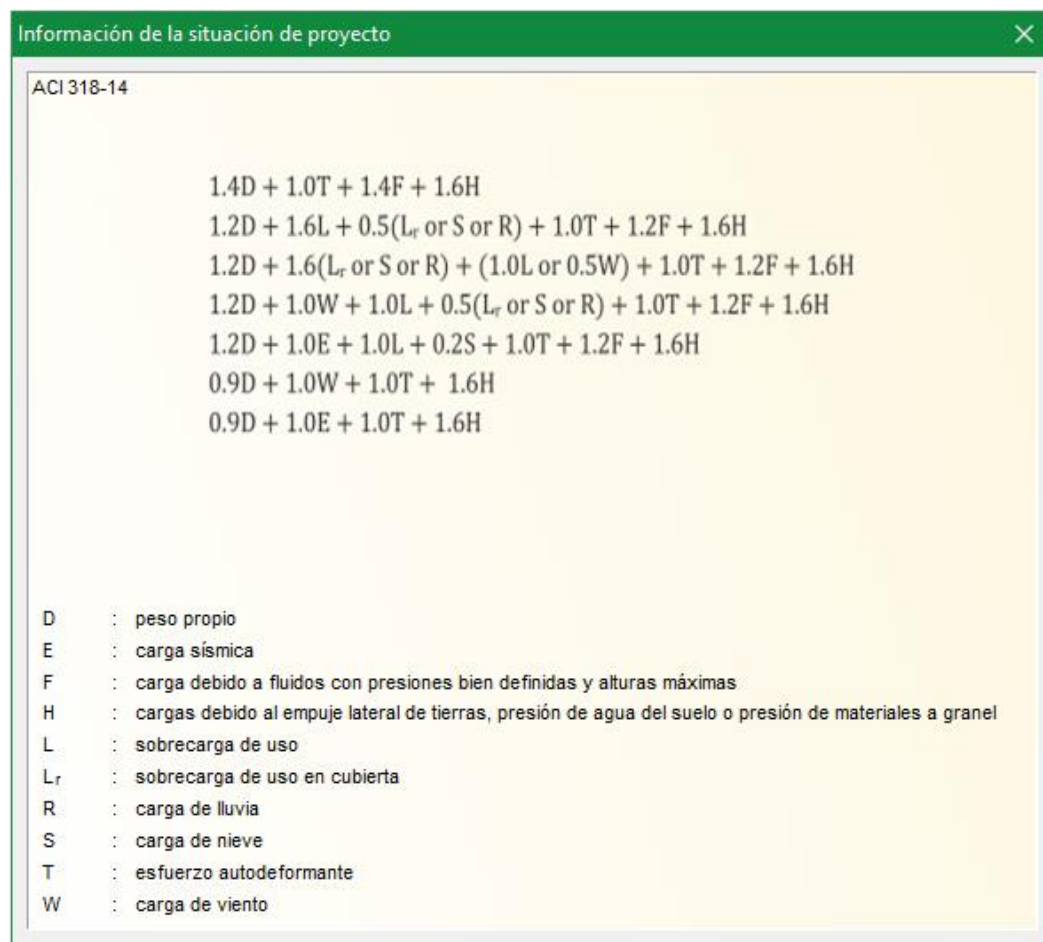 Información de la situación de proyecto
ACI 318-14
1.4D + 1.0T + 1.4F + 1.6H
1.2D + 1.6L + 0.5(Lr or S or R) + 1.0T + 1.2F + 1.6H
1.2D + 1.6(Lr or S or R) + (1.0L or 0.5W) + 1.0T + 1.2F + 1.6H
1.2D + 1.0W + 1.0L + 0.5(Lr or S or R) + 1.0T + 1.2F + 1.6H
1.2D + 1.0E + 1.0L + 0.2S + 1.0T + 1.2F + 1.6H
0.9D + 1.0W + 1.0T + 1.6H
0.9D + 1.0E + 1.0T + 1.6H
D : peso propio
E : carga sísmica
F : carga debido a fluidos con presiones bien definidas y alturas máximas
H : cargas debido al empuje lateral de tierras, presión de agua del suelo o presión de materiales a granel
L : sobrecarga de uso
Lr : sobrecarga de uso en cubierta
R : carga de lluvia
S : carga de nieve
T : esfuerzo autodeformante
W : carga de viento